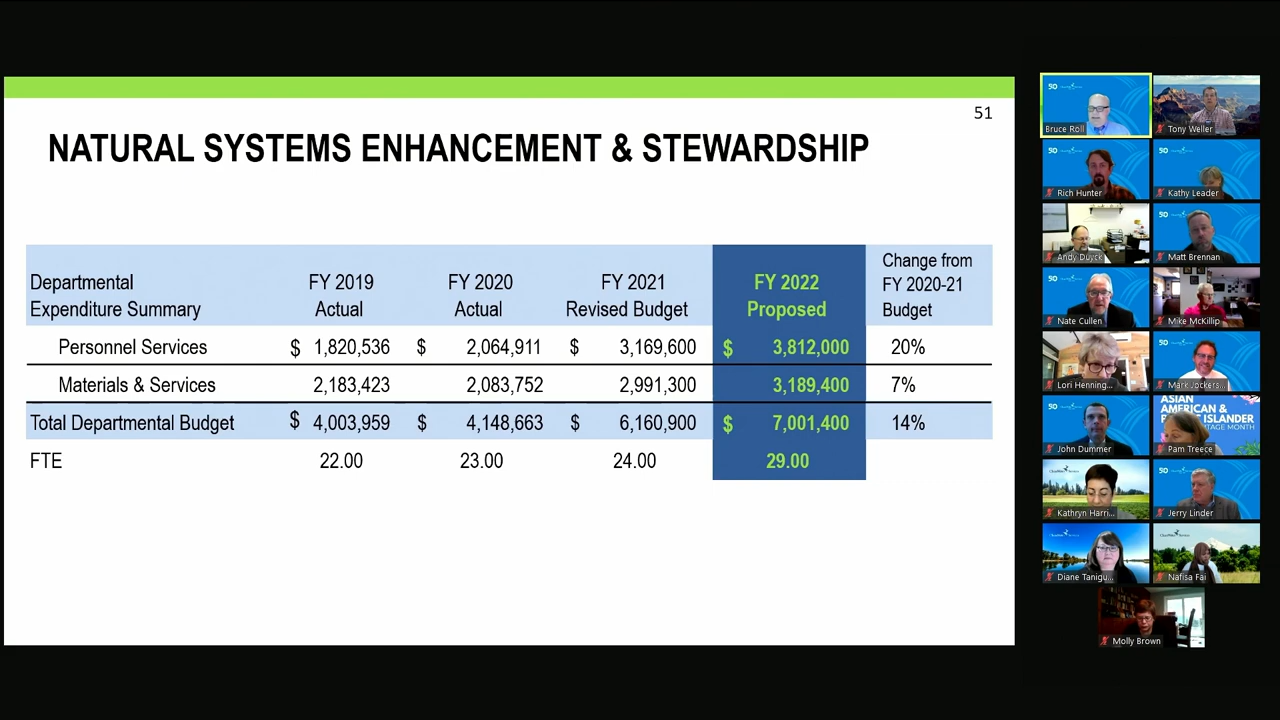 51
NATURAL SYSTEMS ENHANCEMENT & STEWARDSHIP
Departmental Expenditure Summary FY 2019 Actual FY 2020 Actual FY 2021 Revised Budget FY 2022 Proposed Change from FY 2020-21 Budget
Personnel Services $ 1,820,536 $ 2,064,911 $ 3,169,600 $ 3,812,000 20%
Materials & Services 2,183,423 2,083,752 2,991,300 3,189,400 7%
Total Departmental Budget $ 4,003,959 $ 4,148,663 $ 6,160,900 $ 7,001,400 14%
FTE 22.00 23.00 24.00 29.00
Bruce Roll
Tony Weller
Rich Hunter
Kathy Leader
Andy Duyck
Matt Brennan
Nate Cullen
Mike McKillip
Lori Henning...
Mark Jockers...
John Dummer
ASIAN
AMERICAN &
ISLANDER
MONTH
Pam Treece
Kathryn Harri...
Jerry Linder
Diane Tanigu...
Nafisa Fai
Molly Brown